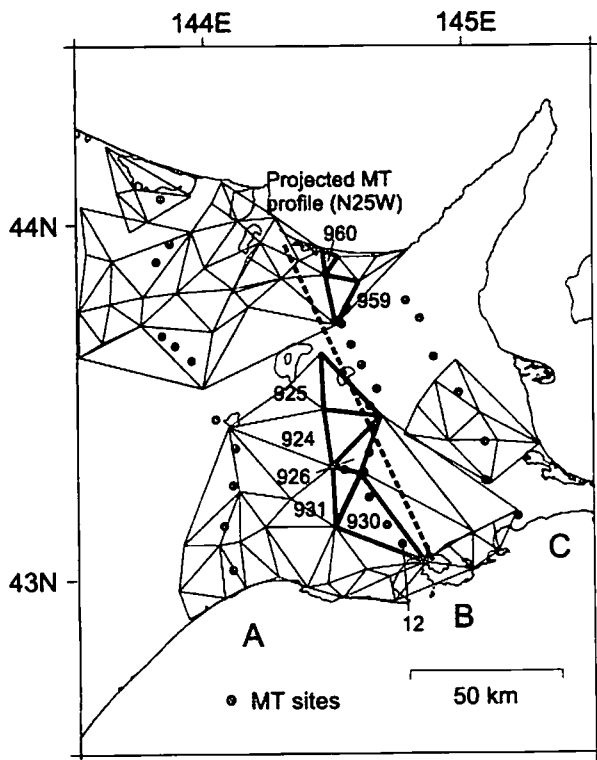 144E 145E
Projected MT
profile (N25W)
44N
960
959
925
924
926
931
930
43N
C
B
12
A
MT sites
50 km